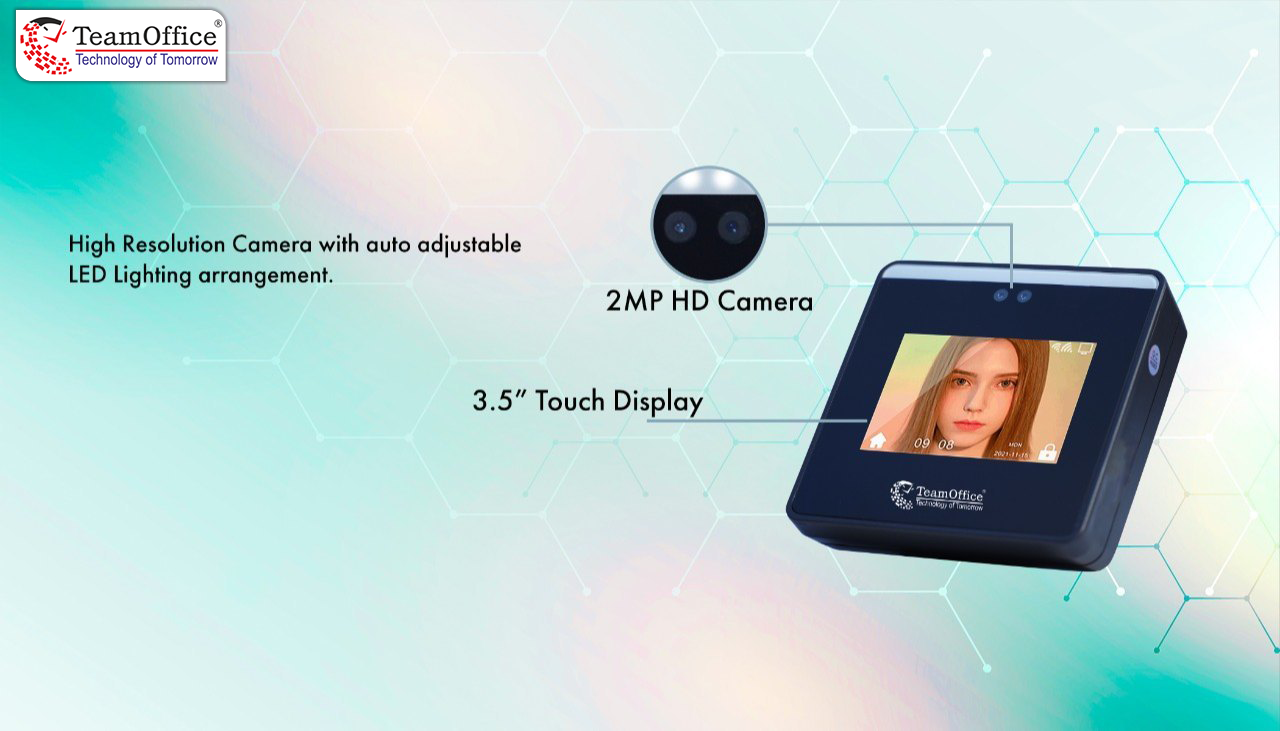 TeamOffice®
Technology of Tomorrow
High Resolution Camera with auto adjustable
LED Lighting arrangement.
2MP HD Camera
3.5” Touch Display
09 08
MON
2021-11-15
TeamOffice®
Technology of Tomorrow